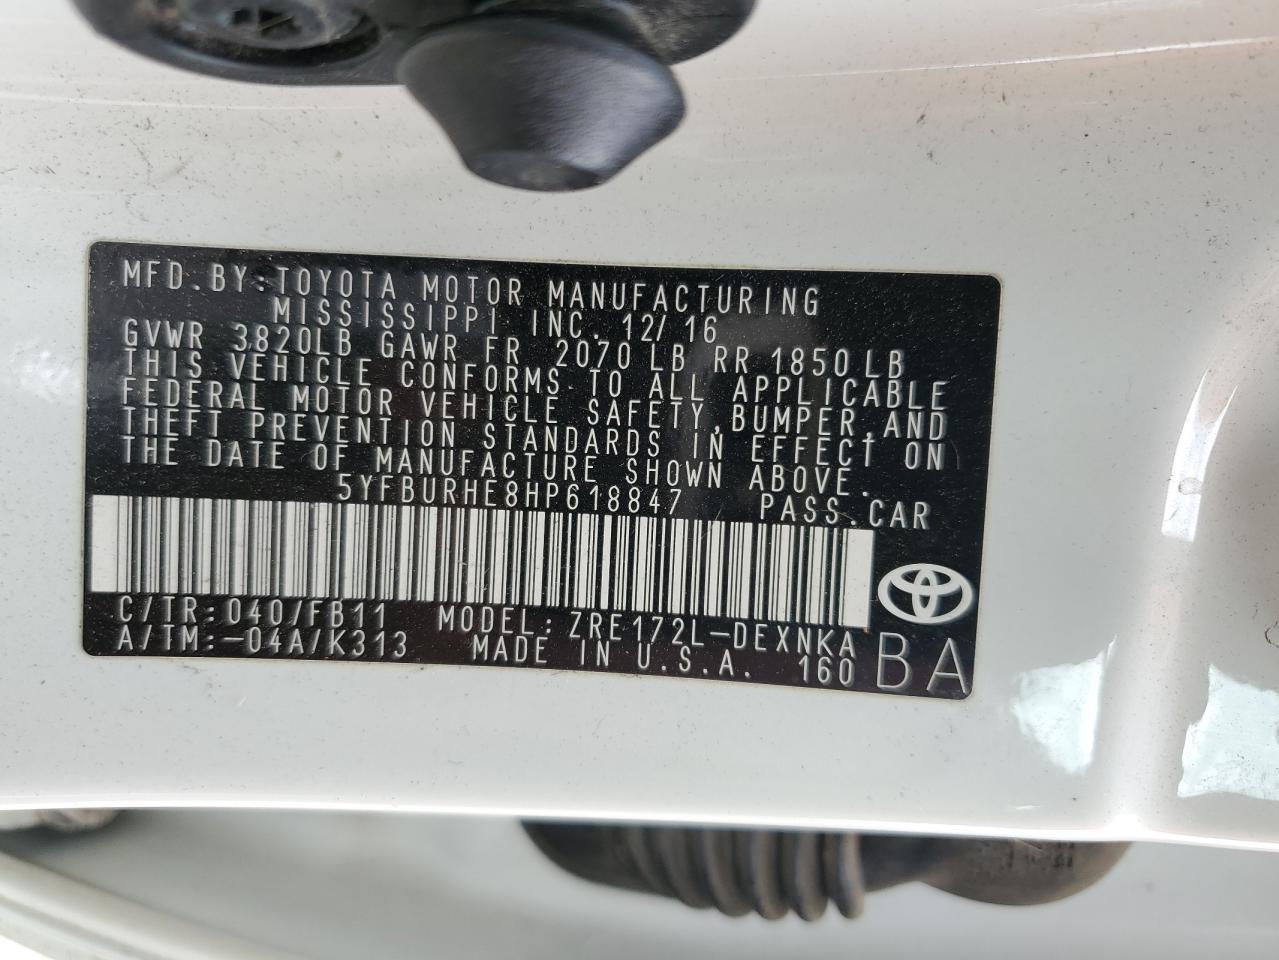 MFD.BY:TOYOTA MOTOR MANUFACTURING
MISSISSIPPI, INC. 12/16
GVWR 3820LB GAWR FR 2070 LB RR 1850 LB
THIS VEHICLE CONFORMS TO ALL APPLICABLE
FEDERAL MOTOR VEHICLE SAFETY,BUMPER,AND
THEFT PREVENTION STANDARDS IN EFFECT ON
THE DATE OF MANUFACTURE SHOWN ABOVE.
5YFBURHE8HP618847 PASS.CAR
C/TR:040/FB11 MODEL:ZRE172L-DEXNKA
A/TM:-04A/K313 MADE IN U.S.A. 160 BA